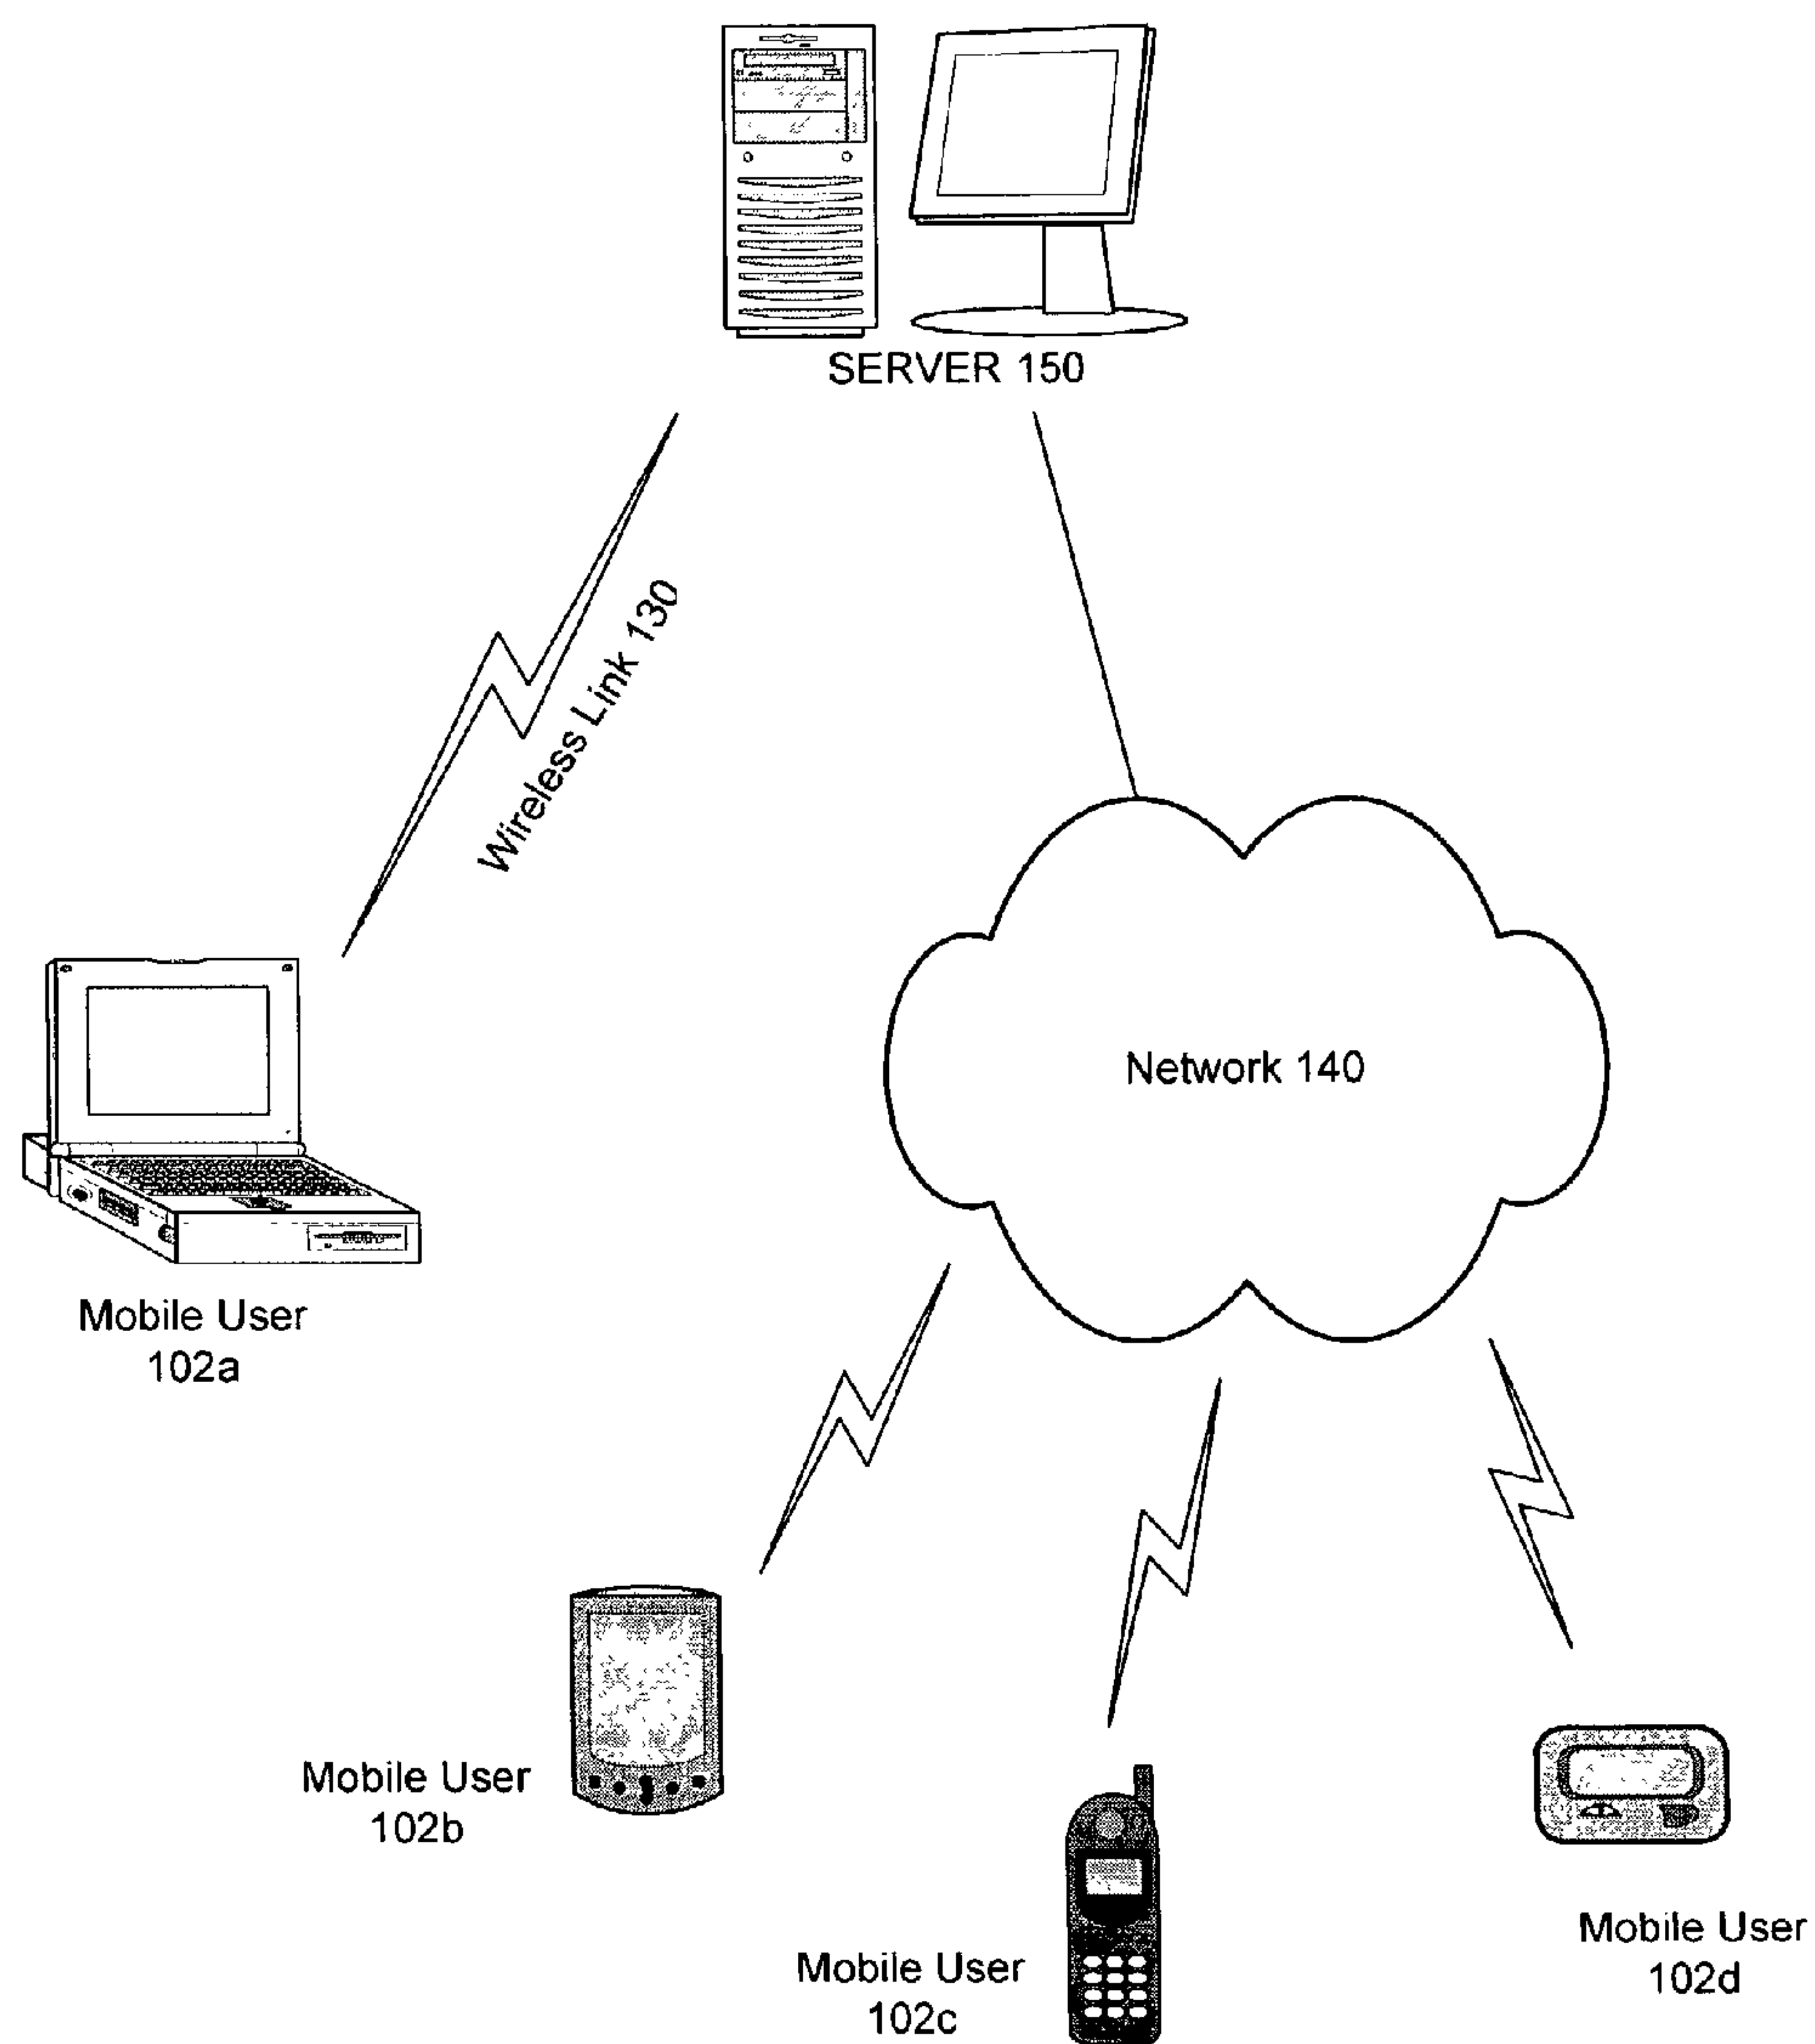 SERVER 150
Wireless Link 130
Network 140
Mobile User
102a
Mobile User
102b
Mobile User
102c
Mobile User
102d